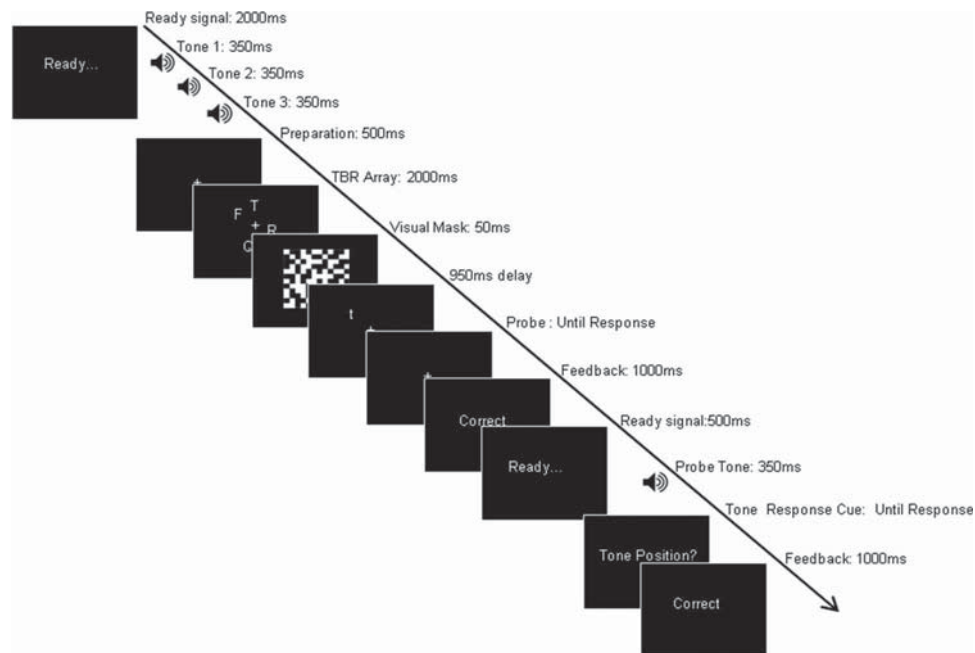 Ready signal: 2000ms
Ready...
Tone 1: 350ms
Tone 2: 350ms
Tone 3: 350ms
Preparation: 500ms
+
TBR Array: 2000ms
T
F
+
R
Q
Visual Mask: 50ms
950ms delay
t
+
Probe : Until Response
+
Feedback: 1000ms
Correct
Ready signal:500ms
Ready...
Probe Tone: 350ms
Tone Response Cue: Until Response
Tone Position?
Feedback: 1000ms
Correct